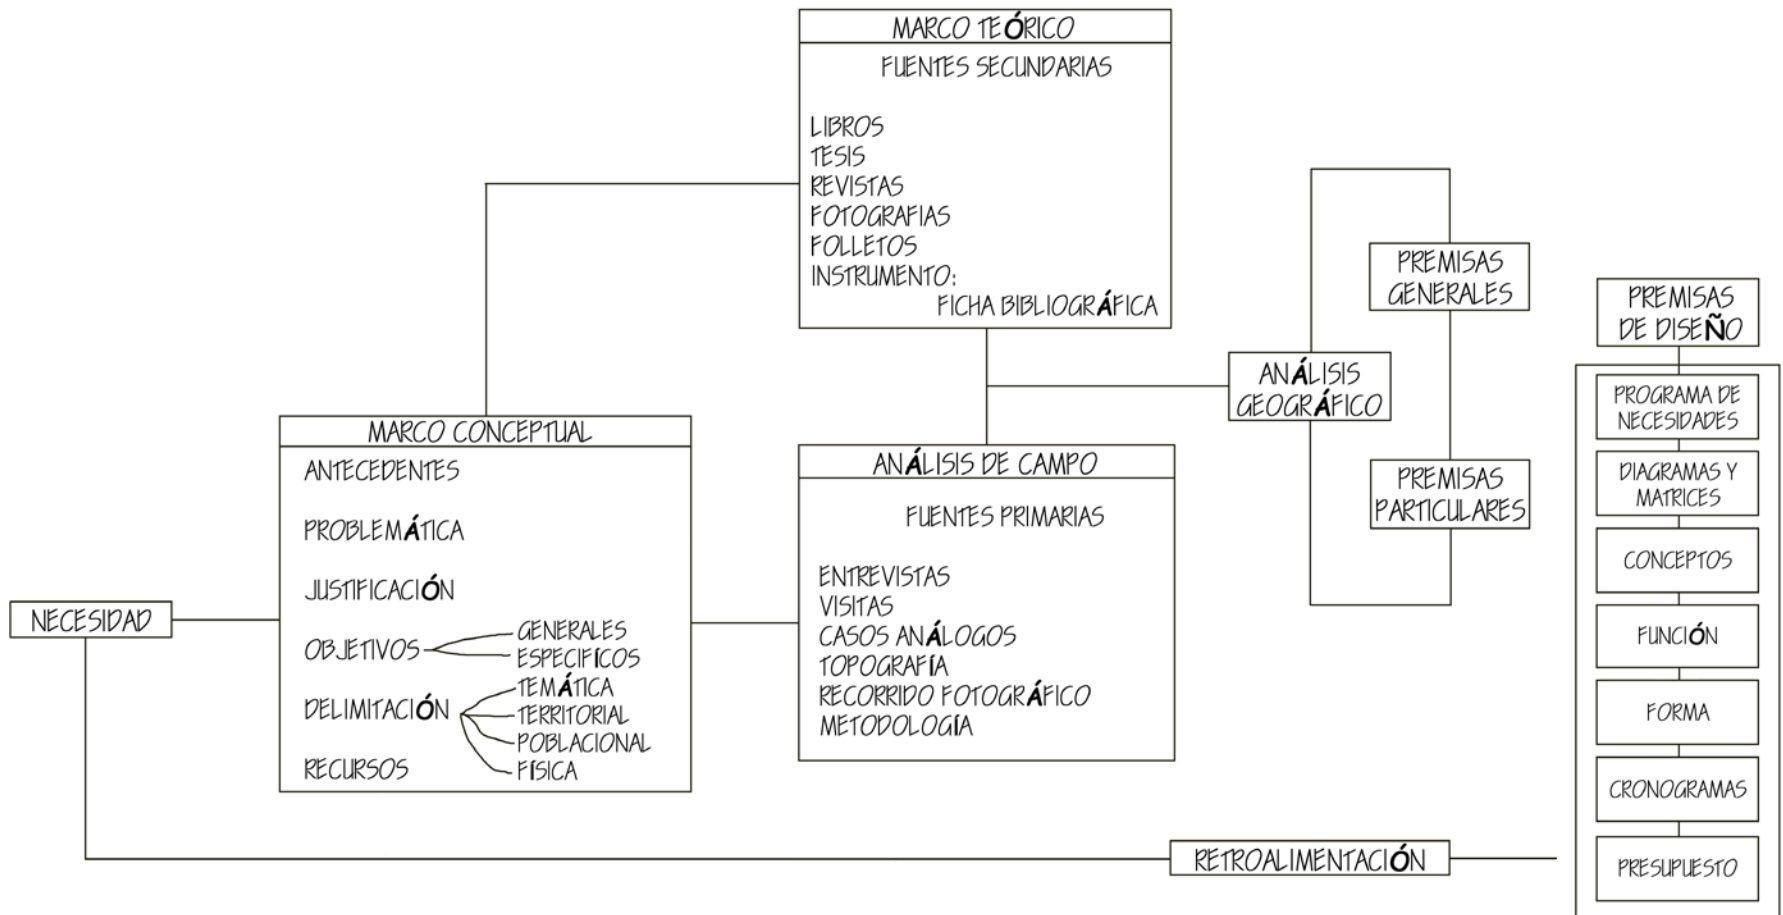 MARCO TEÓRICO
FUENTES SECUNDARIAS
LIBROS
TESIS
REVISTAS
FOTOGRAFIAS
FOLLETOS
INSTRUMENTO:
FICHA BIBLIOGRÁFICA
PREMISAS
GENERALES
PREMISAS
DE DISEÑO
ANÁLISIS
GEOGRÁFICO
PREMISAS
PARTICULARES
MARCO CONCEPTUAL
ANTECEDENTES
PROBLEMÁTICA
JUSTIFICACIÓN
OBJETIVOS
GENERALES
ESPECIFÍCOS
DELIMITACIÓN
TEMÁTICA
TERRITORIAL
POBLACIONAL
FÍSICA
RECURSOS
ANÁLISIS DE CAMPO
FUENTES PRIMARIAS
ENTREVISTAS
VISITAS
CASOS ANÁLOGOS
TOPOGRAFÍA
RECORRIDO FOTOGRÁFICO
METODOLOGÍA
NECESIDAD
RETROALIMENTACIÓN
PROGRAMA DE
NECESIDADES
DIAGRAMAS Y
MATRICES
CONCEPTOS
FUNCIÓN
FORMA
CRONOGRAMAS
PRESUPUESTO